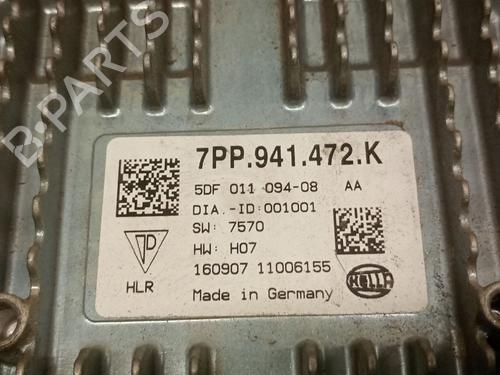 B-PARTS
7PP.941.472.K
5DF 011 094-08 AA
DIA.-ID:001001
SW: 7570
HW: H07
160907 11006155
HLR
Made in Germany
HELLA